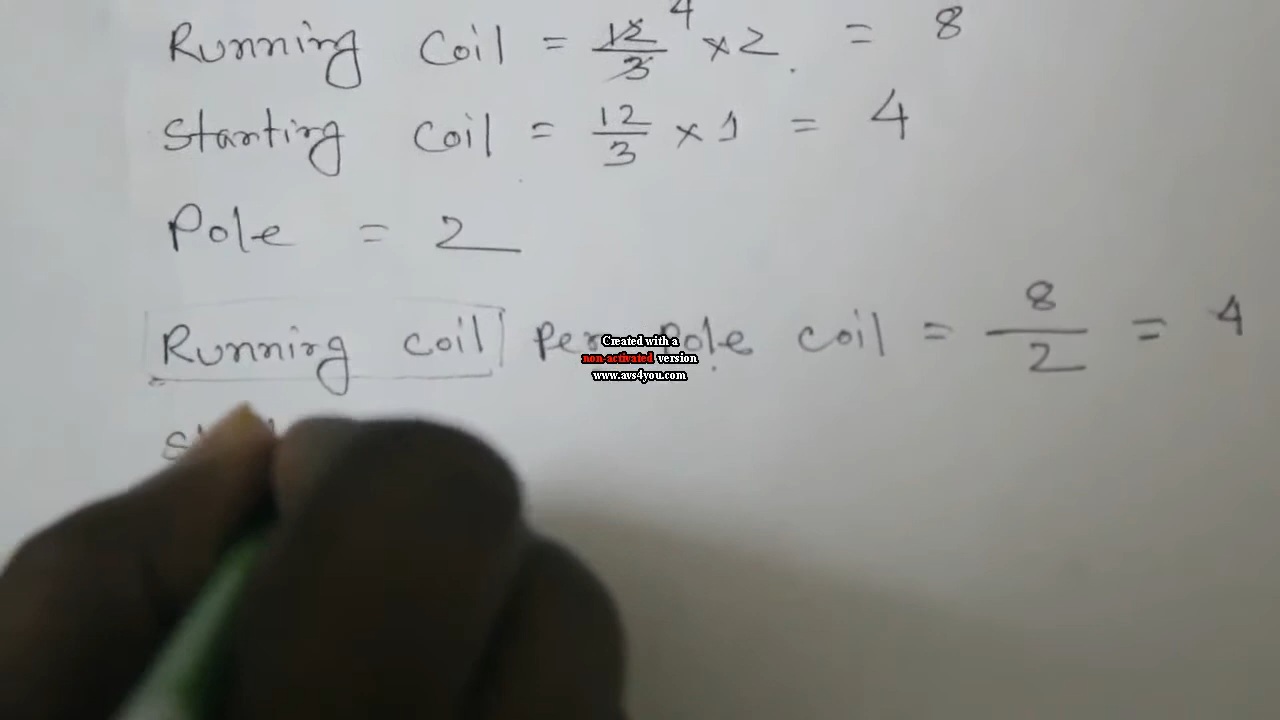 Running Coil = 12/3 4 × 2 = 8
Starting Coil = 12/3 × 1 = 4
Pole = 2
Running coil Per Pole coil = 8/2 = 4
Created with a
non-activated version
www.avs4you.com